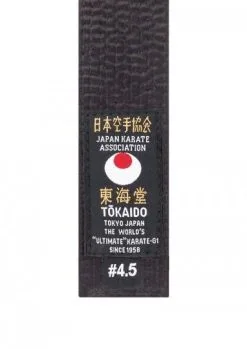 日本空手協会
JAPAN KARATE
ASSOCIATION
東海堂
TŌKAIDO
TOKYO JAPAN
THE WORLD'S
"ULTIMATE" KARATE-GI
SINCE 1956
#4.5